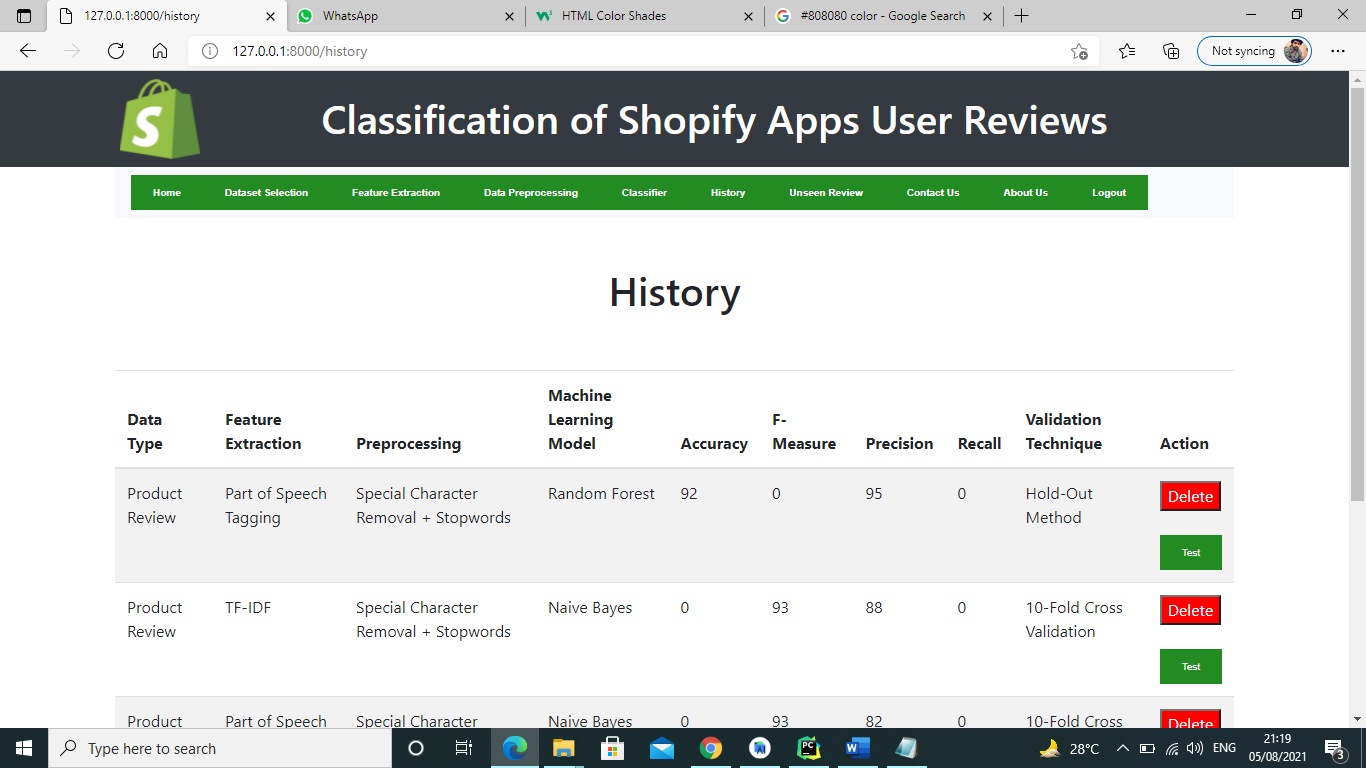 127.0.0.1:8000/history
WhatsApp
HTML Color Shades
#808080 color - Google Search
127.0.0.1:8000/history
Not syncing
S
Classification of Shopify Apps User Reviews
Home Dataset Selection Feature Extraction Data Preprocessing Classifier History Unseen Review Contact Us About Us Logout
History
Machine
Data Feature Learning F- Validation
Type Extraction Preprocessing Model Accuracy Measure Precision Recall Technique Action
Product Part of Speech Special Character Random Forest 92 0 95 0 Hold-Out Delete
Review Tagging Removal + Stopwords Method
Test
Product TF-IDF Special Character Naive Bayes 0 93 88 0 10-Fold Cross Delete
Review Removal + Stopwords Validation
Test
Product Part of Speech Special Character Naive Bayes 0 93 82 0 10-Fold Cross Delete
Type here to search
PC
W
28°C
ENG
21:19
05/08/2021
3